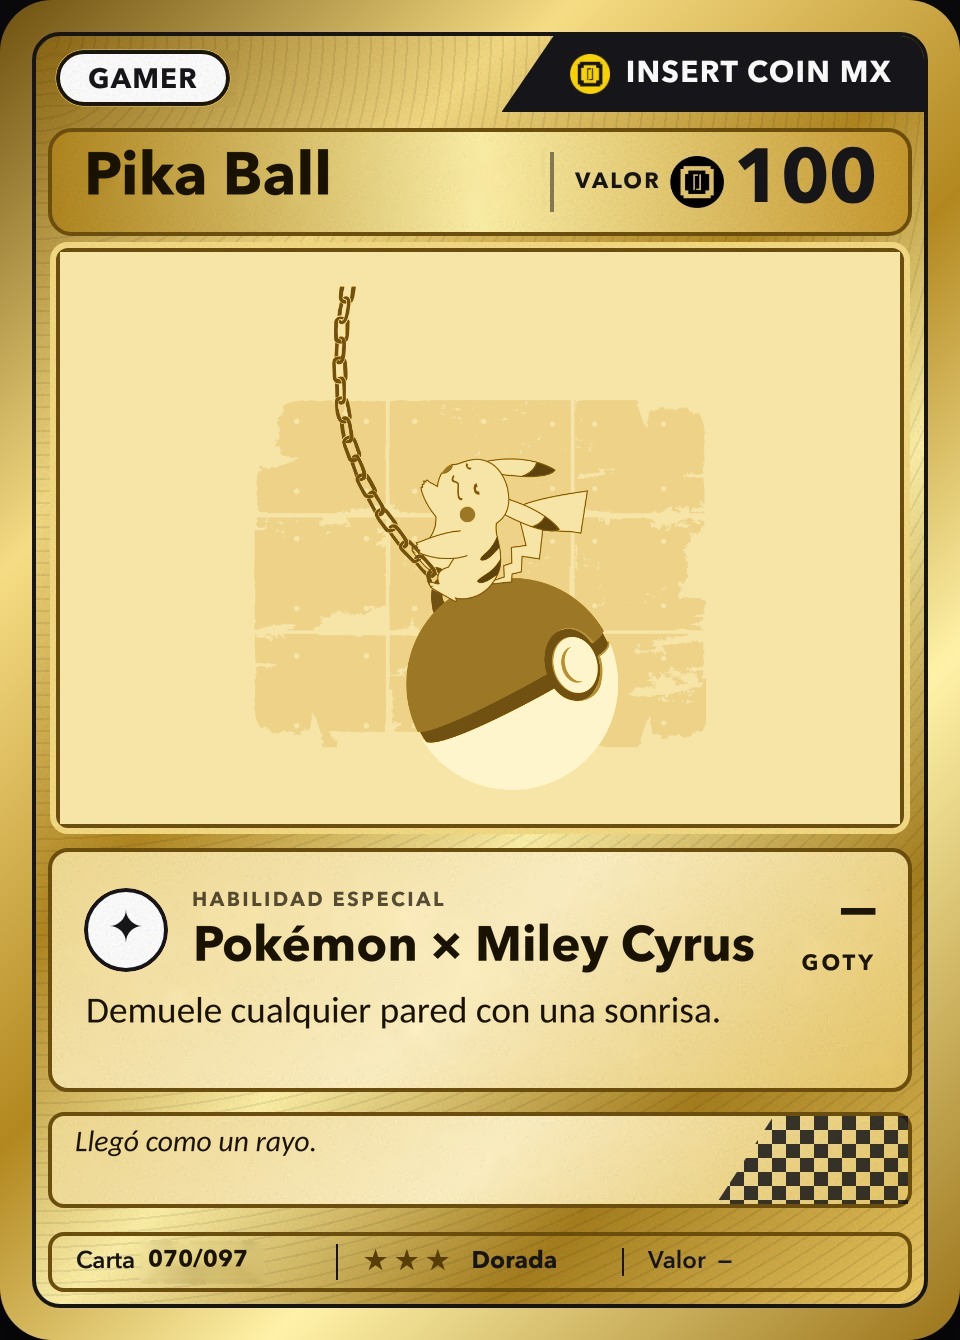 GAMER
INSERT COIN MX
Pika Ball
VALOR 100
HABILIDAD ESPECIAL
Pokémon × Miley Cyrus
–
GOTY
Demuele cualquier pared con una sonrisa.
Llegó como un rayo.
Carta 070/097 ★★★ Dorada Valor –